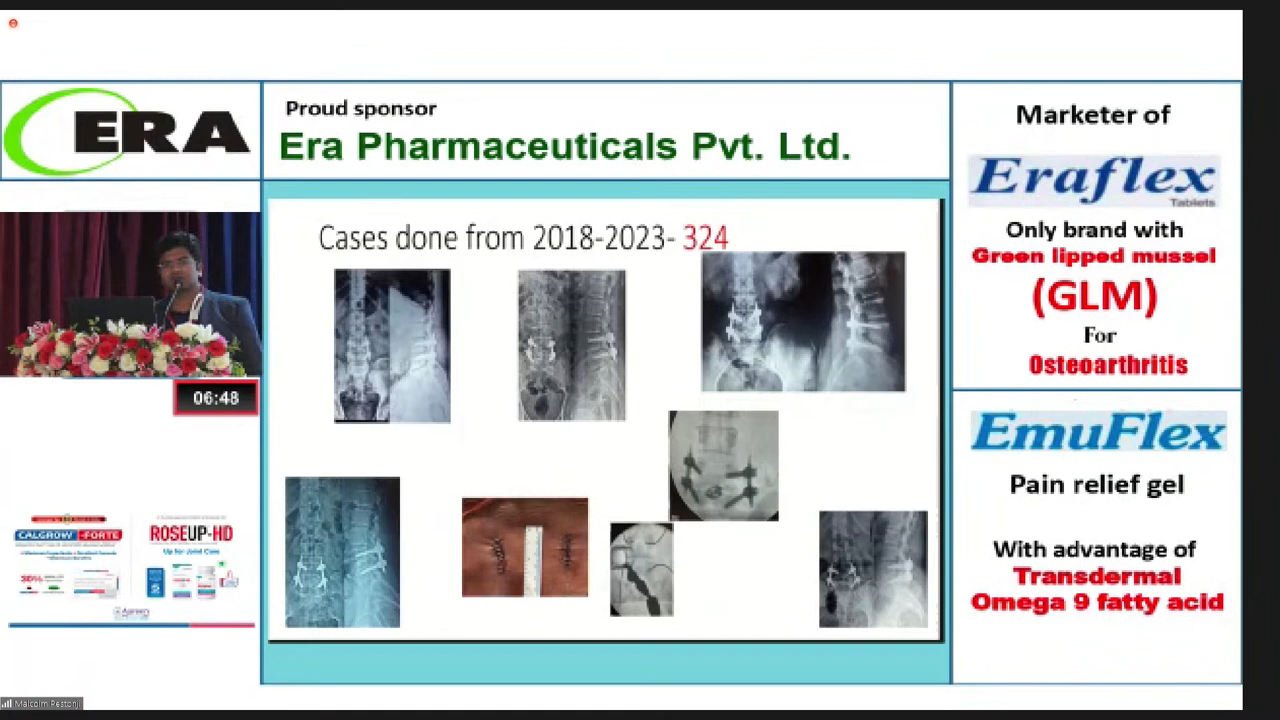 ERA
Proud sponsor
Era Pharmaceuticals Pvt. Ltd.
Marketer of
Eraflex
Tablets
Only brand with
Green lipped mussel
(GLM)
For
Osteoarthritis
Cases done from 2018-2023- 324
06:48
EmuFlex
Pain relief gel
With advantage of
Transdermal
Omega 9 fatty acid
CALGROW -FORTE
30%
ROSEUP-HD
Up for Joint Care
Malcolm Pestonji